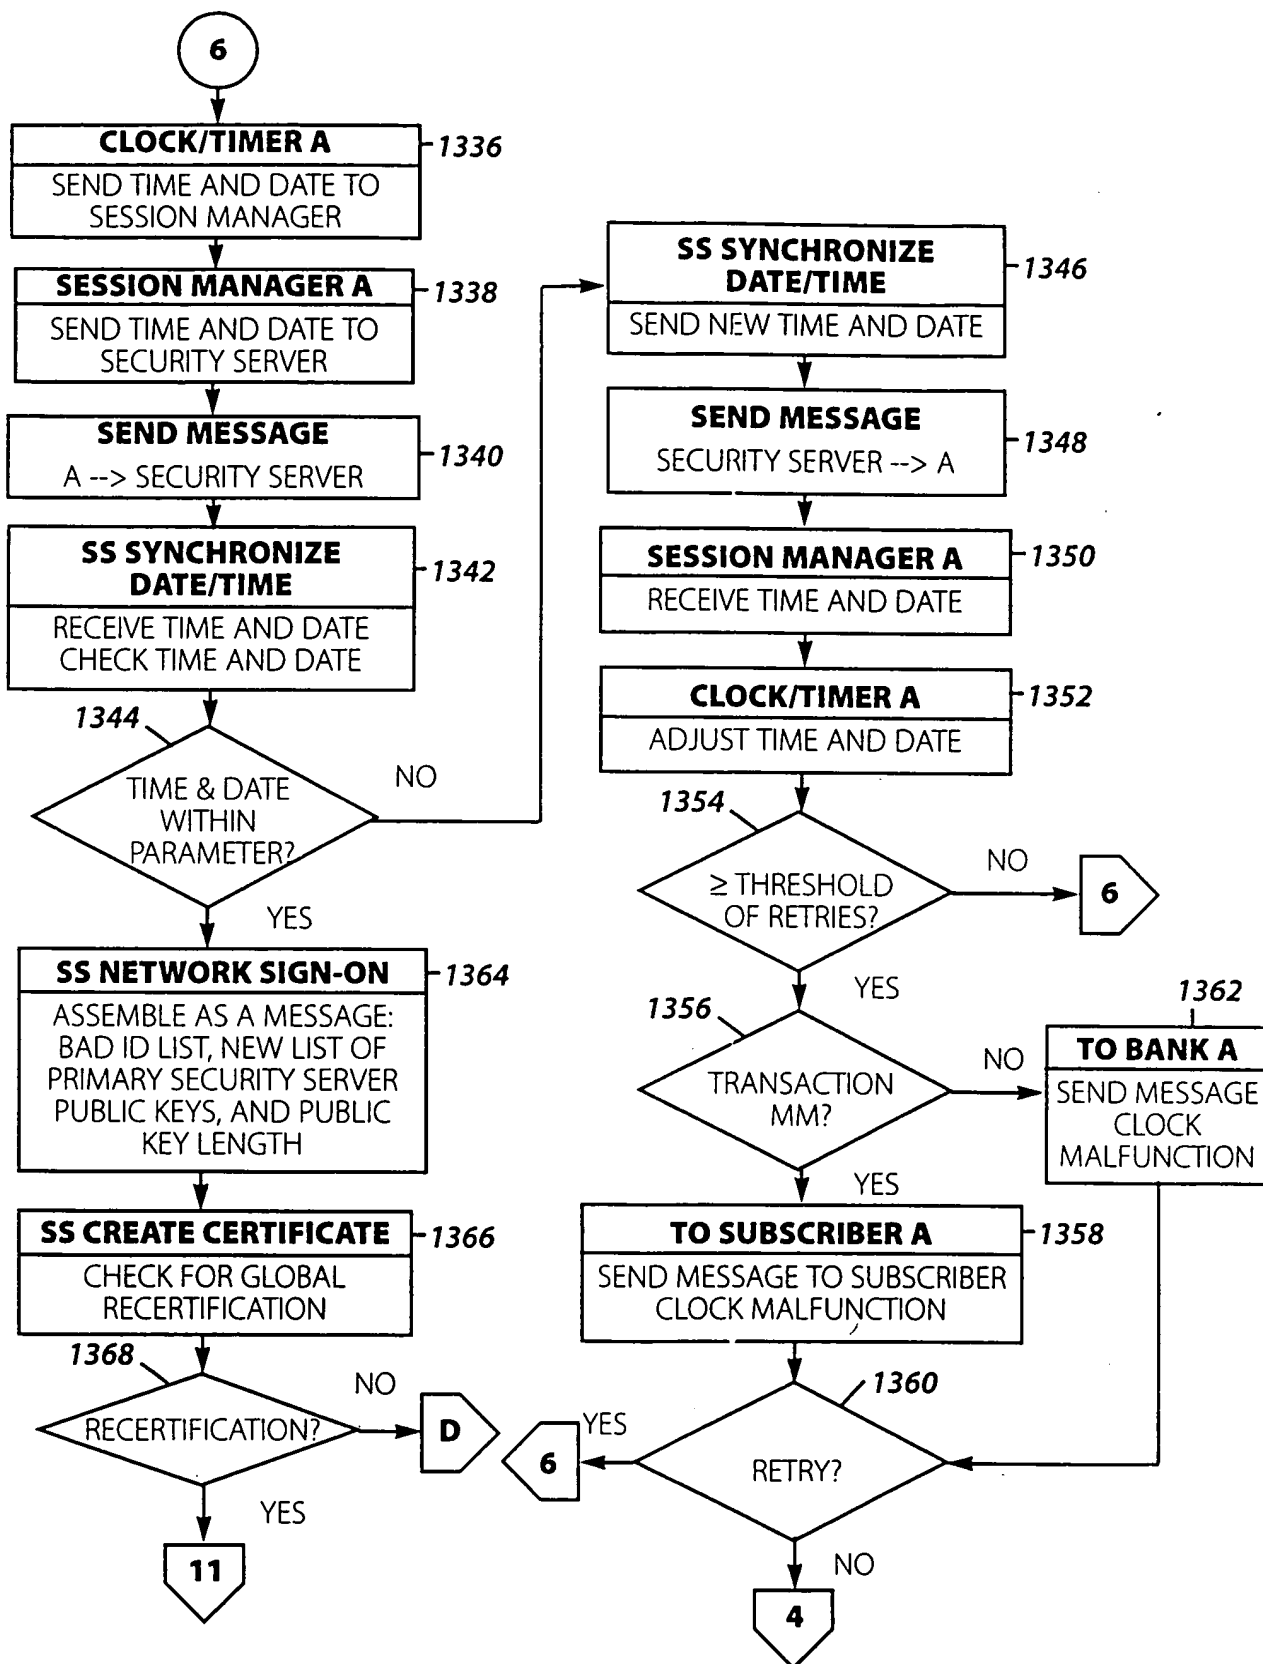 6
CLOCK/TIMER A
1336
SEND TIME AND DATE TO
SESSION MANAGER
SESSION MANAGER A
1338
SEND TIME AND DATE TO
SECURITY SERVER
SEND MESSAGE
1340
A --> SECURITY SERVER
SS SYNCHRONIZE
DATE/TIME
1342
RECEIVE TIME AND DATE
CHECK TIME AND DATE
1344
TIME & DATE
WITHIN
PARAMETER?
NO
YES
SS NETWORK SIGN-ON
1364
ASSEMBLE AS A MESSAGE:
BAD ID LIST, NEW LIST OF
PRIMARY SECURITY SERVER
PUBLIC KEYS, AND PUBLIC
KEY LENGTH
SS CREATE CERTIFICATE
1366
CHECK FOR GLOBAL
RECERTIFICATION
1368
RECERTIFICATION?
NO
D
YES
11
SS SYNCHRONIZE
DATE/TIME
1346
SEND NEW TIME AND DATE
SEND MESSAGE
1348
SECURITY SERVER --> A
SESSION MANAGER A
1350
RECEIVE TIME AND DATE
CLOCK/TIMER A
1352
ADJUST TIME AND DATE
1354
≥ THRESHOLD
OF RETRIES?
NO
6
YES
1356
TRANSACTION
MM?
NO
1362
TO BANK A
SEND MESSAGE
CLOCK
MALFUNCTION
YES
TO SUBSCRIBER A
1358
SEND MESSAGE TO SUBSCRIBER
CLOCK MALFUNCTION
1360
RETRY?
YES
6
NO
4